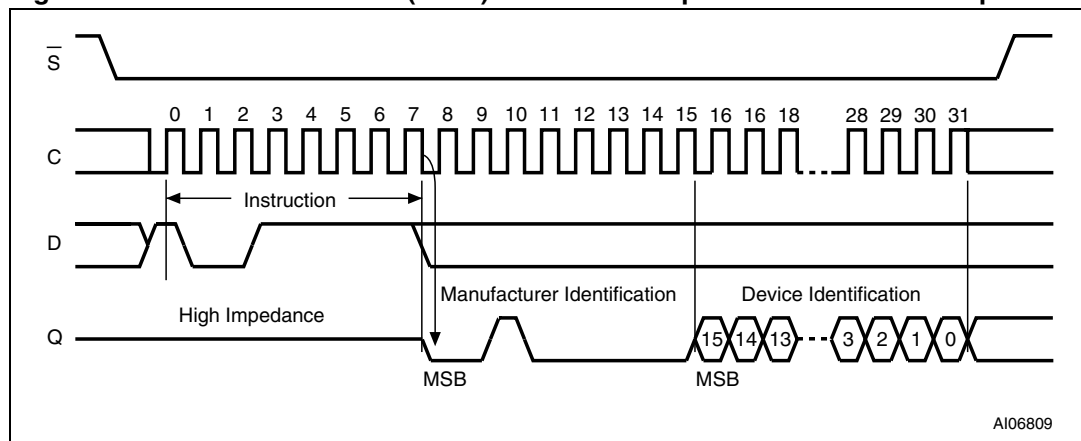 S
0 1 2 3 4 5 6 7 8 9 10 11 12 13 14 15 16 16 18 28 29 30 31
C
Instruction
D
Manufacturer Identification Device Identification
High Impedance
Q 15 14 13 3 2 1 0
MSB MSB
AI06809